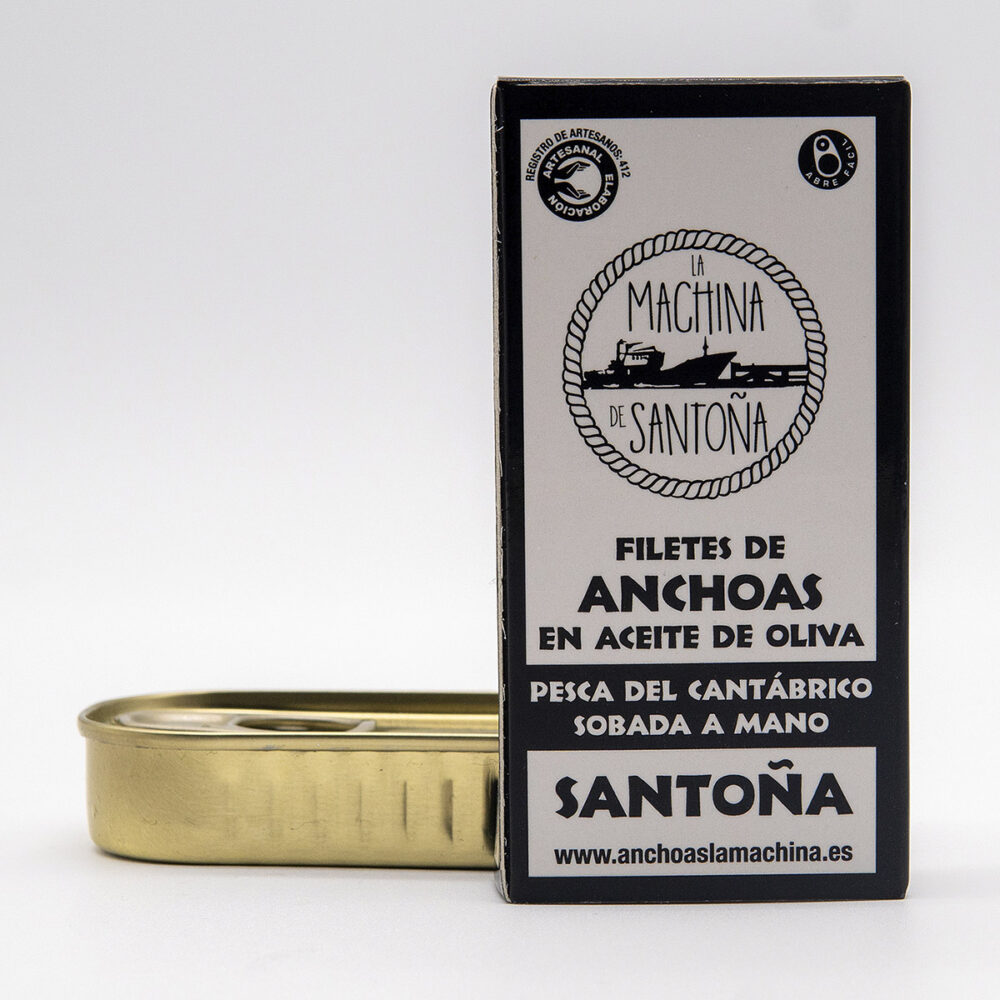 REGISTRO DE ARTESANOS: 412
ARTESANAL
ELABORACIÓN
ABRE FACIL
LA
MACHINA
DE SANTOÑA
FILETES DE
ANCHOAS
EN ACEITE DE OLIVA
PESCA DEL CANTÁBRICO
SOBADA A MANO
SANTOÑA
www.anchoaslamachina.es